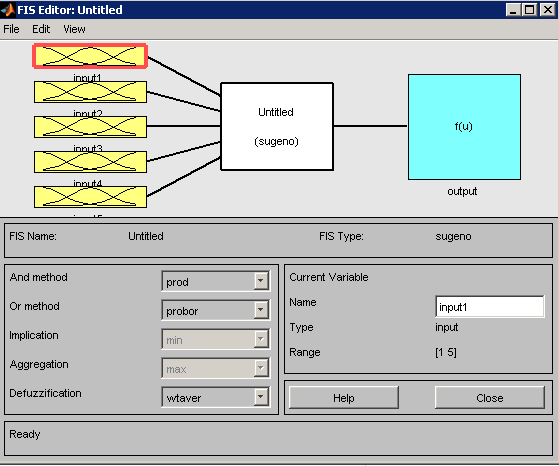 FIS Editor: Untitled
File Edit View
input1
input2
input3
input4
Untitled
(sugeno)
f(u)
output
FIS Name: Untitled FIS Type: sugeno
And method prod
Or method probor
Implication min
Aggregation max
Defuzzification wtaver
Current Variable
Name input1
Type input
Range [1 5]
Help Close
Ready